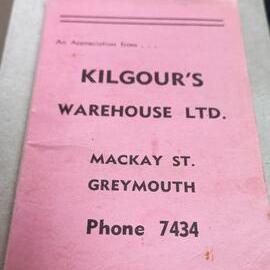 An Appreciation from . . .
KILGOUR'S
WAREHOUSE LTD.
MACKAY ST.
GREYMOUTH
Phone 7434